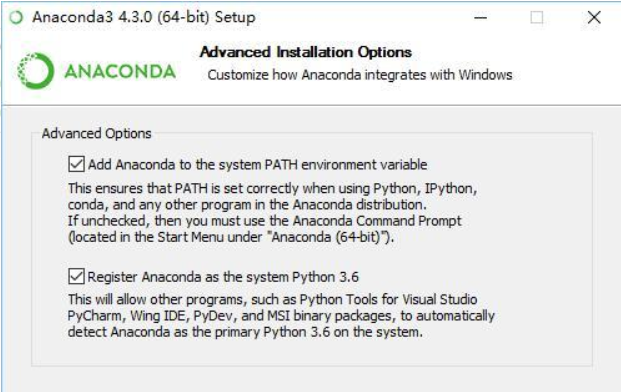 Anaconda3 4.3.0 (64-bit) Setup
Advanced Installation Options
ANACONDA
Customize how Anaconda integrates with Windows
Advanced Options
Add Anaconda to the system PATH environment variable
This ensures that PATH is set correctly when using Python, IPython,
conda, and any other program in the Anaconda distribution.
If unchecked, then you must use the Anaconda Command Prompt
(located in the Start Menu under "Anaconda (64-bit)").
Register Anaconda as the system Python 3.6
This will allow other programs, such as Python Tools for Visual Studio
PyCharm, Wing IDE, PyDev, and MSI binary packages, to automatically
detect Anaconda as the primary Python 3.6 on the system.